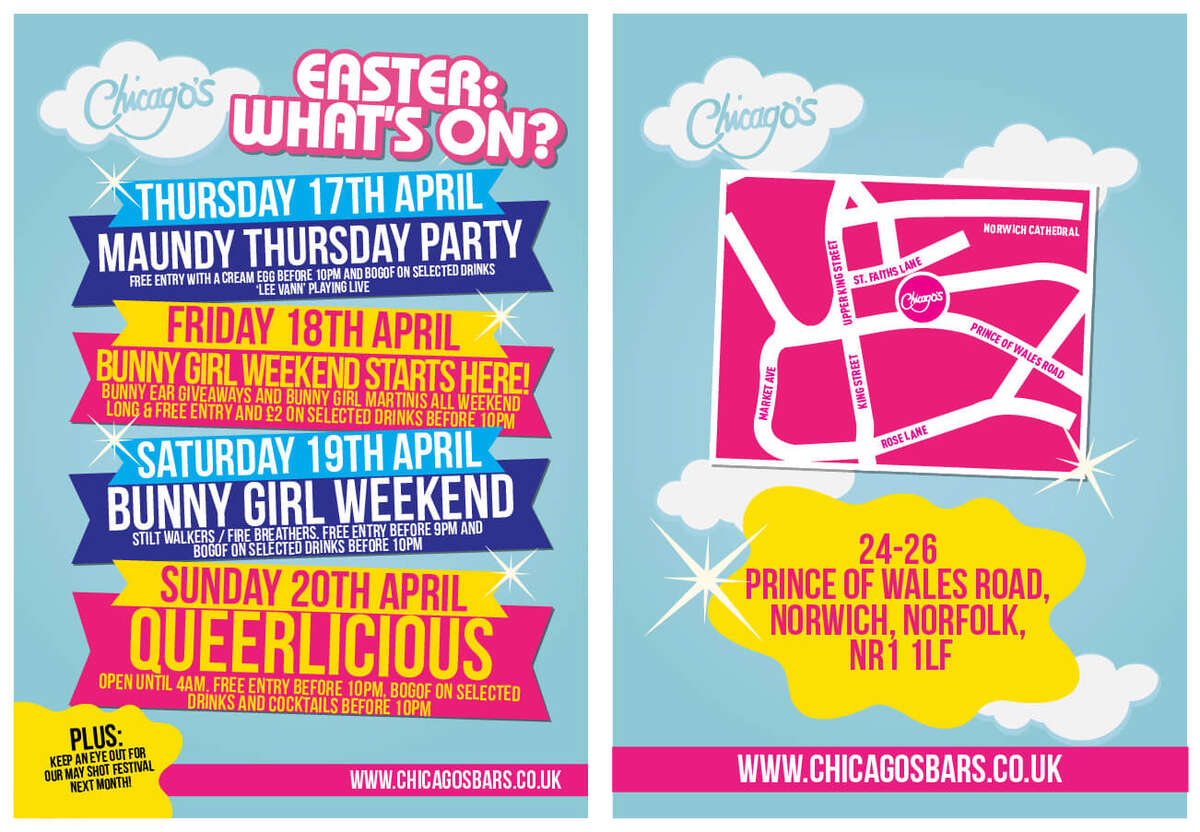 Chicago's
EASTER:
WHAT'S ON?
THURSDAY 17TH APRIL
MAUNDY THURSDAY PARTY
FREE ENTRY WITH A CREAM EGG BEFORE 10PM AND BOGOF ON SELECTED DRINKS
'LEE VANN' PLAYING LIVE
FRIDAY 18TH APRIL
BUNNY GIRL WEEKEND STARTS HERE!
BUNNY EAR GIVEAWAYS AND BUNNY GIRL MARTINIS ALL WEEKEND
LONG & FREE ENTRY AND £2 ON SELECTED DRINKS BEFORE 10PM
SATURDAY 19TH APRIL
BUNNY GIRL WEEKEND
STILT WALKERS / FIRE BREATHERS. FREE ENTRY BEFORE 9PM AND
BOGOF ON SELECTED DRINKS BEFORE 10PM
SUNDAY 20TH APRIL
QUEERLICIOUS
OPEN UNTIL 4AM. FREE ENTRY BEFORE 10PM, BOGOF ON SELECTED
DRINKS AND COCKTAILS BEFORE 10PM
PLUS:
KEEP AN EYE OUT FOR
OUR MAY SHOT FESTIVAL
NEXT MONTH!
WWW.CHICAGOSBARS.CO.UK
Chicago's
NORWICH CATHEDRAL
UPPER KING STREET
ST. FAITHS LANE
Chicago's
PRINCE OF WALES ROAD
MARKET AVE
KING STREET
ROSE LANE
24-26
PRINCE OF WALES ROAD,
NORWICH, NORFOLK,
NR1 1LF
WWW.CHICAGOSBARS.CO.UK